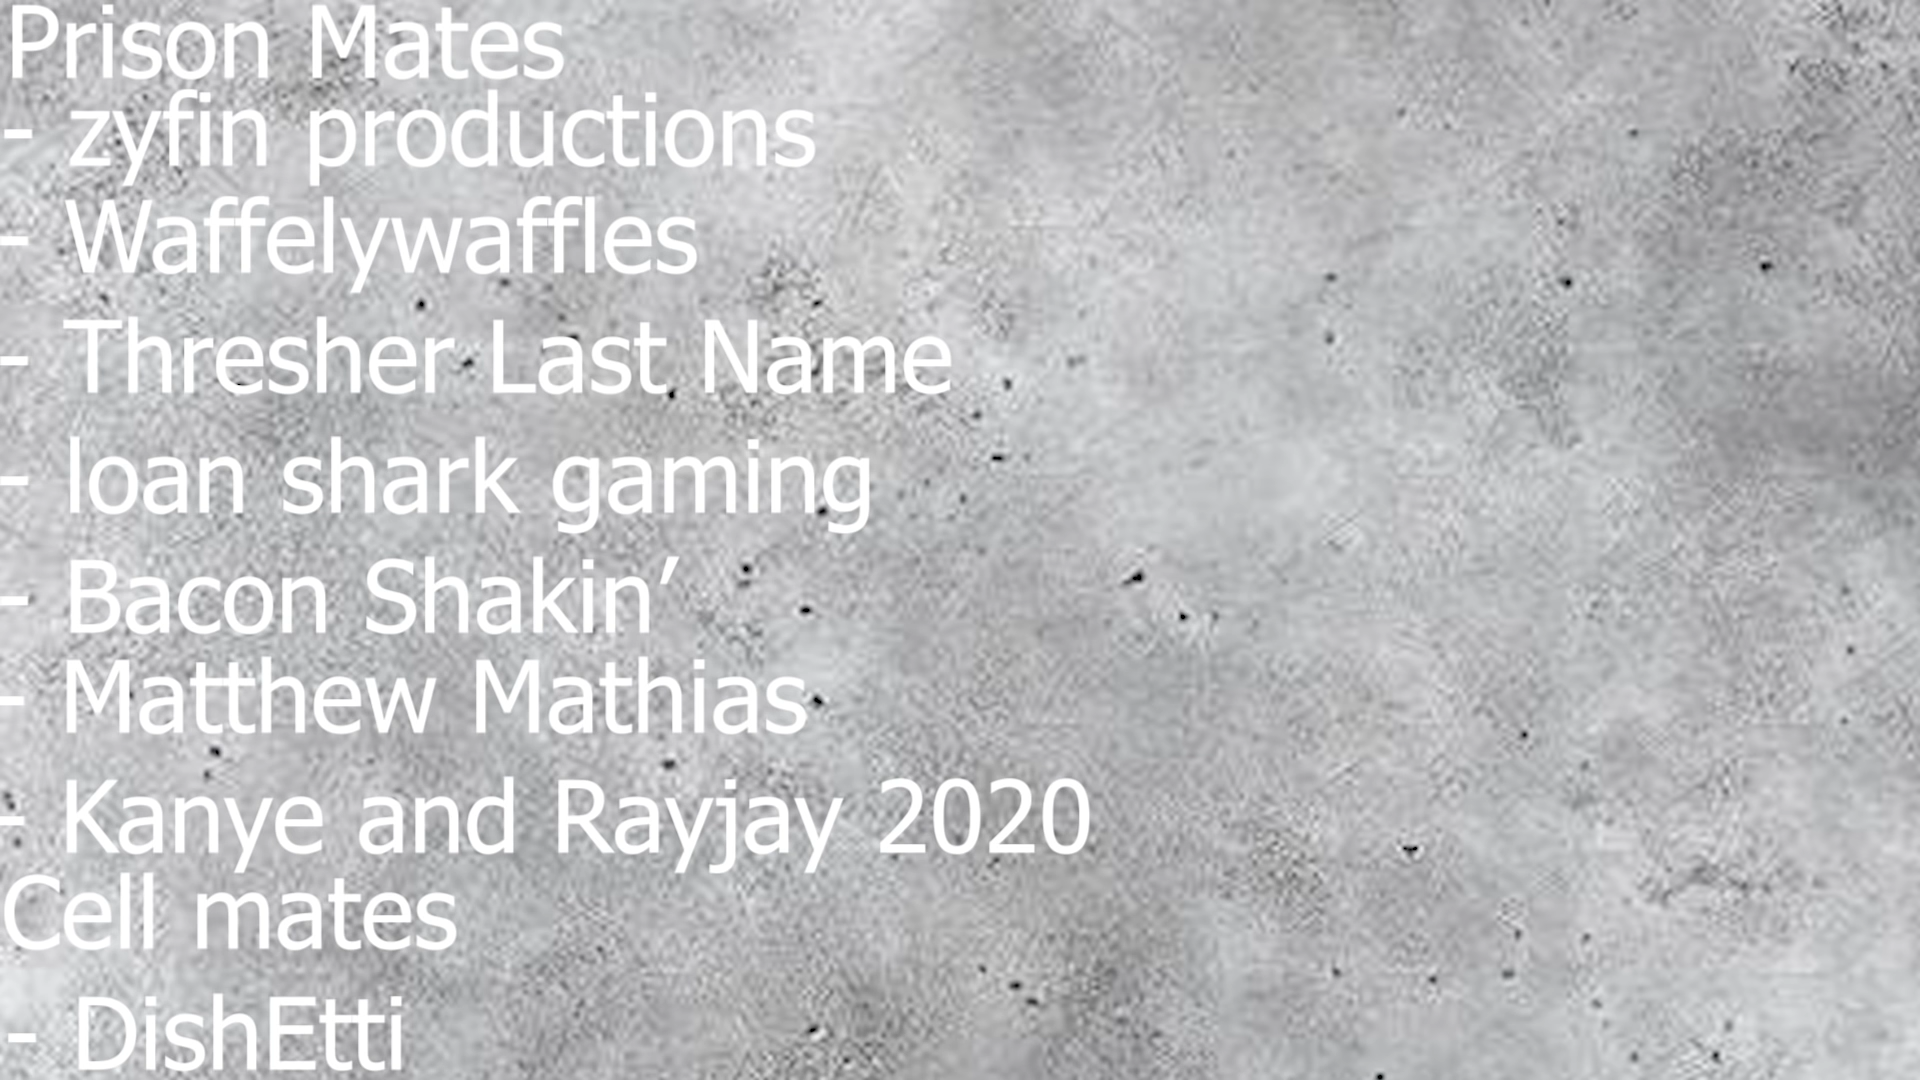 Prison Mates
- zyfin productions
- Waffelywaffles
- Thresher Last Name
- loan shark gaming
- Bacon Shakin’
- Matthew Mathias
- Kanye and Rayjay 2020
Cell mates
- DishEtti